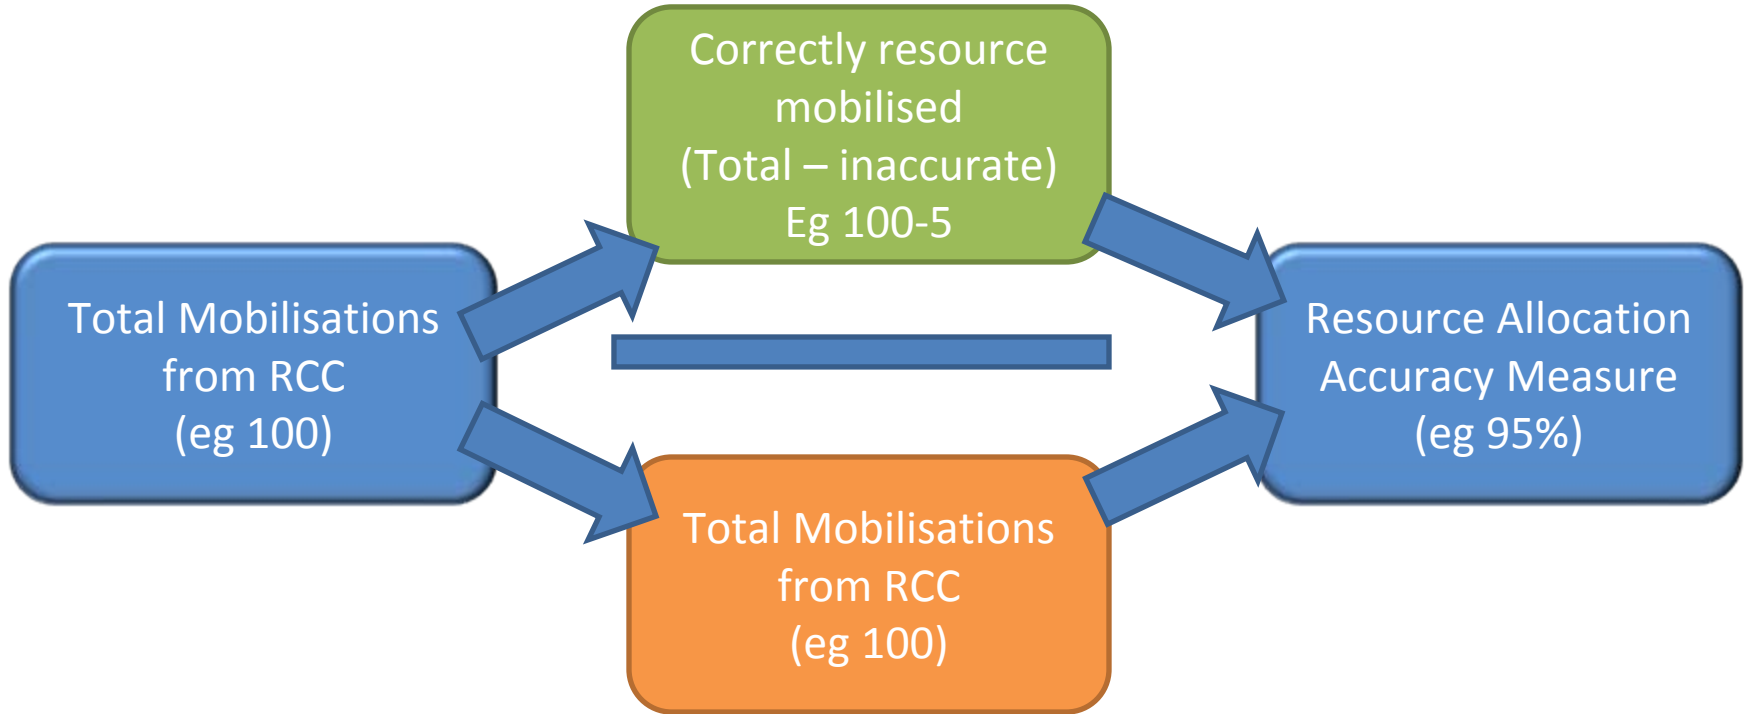 Correctly resource
mobilised
(Total – inaccurate)
Eg 100-5
Total Mobilisations
from RCC
(eg 100)
Resource Allocation
Accuracy Measure
(eg 95%)
Total Mobilisations
from RCC
(eg 100)